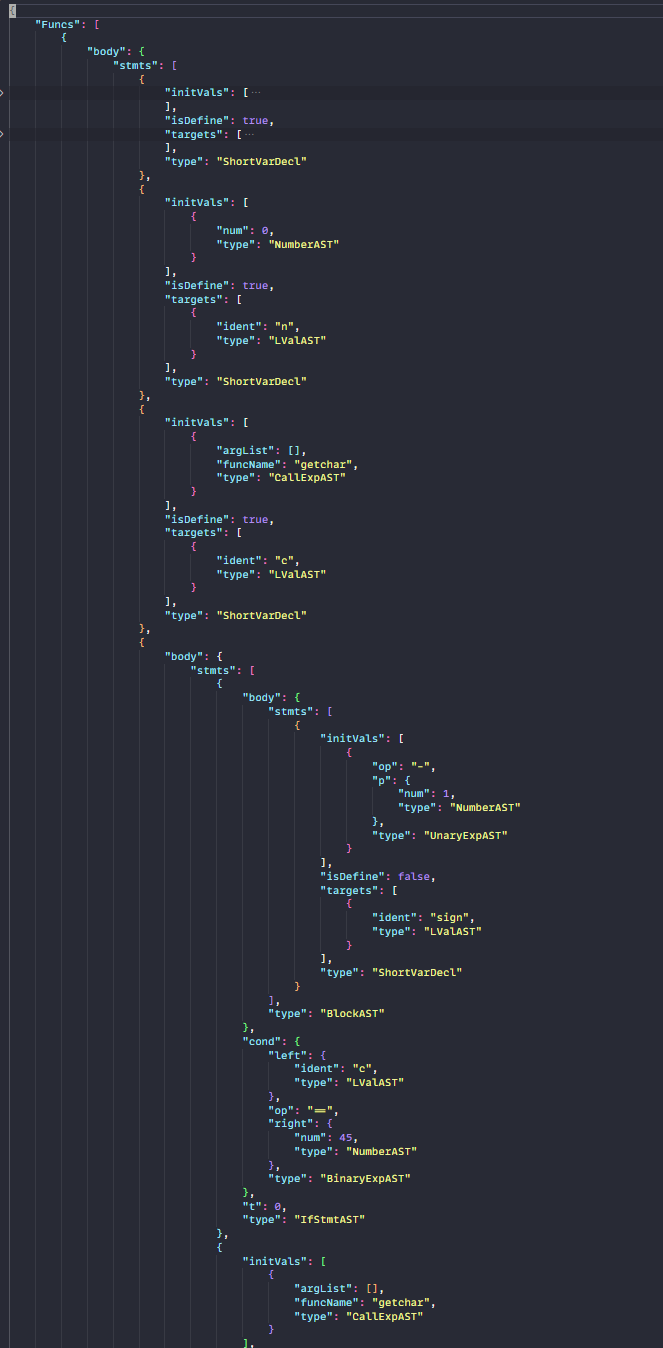 {
"Funcs": [
{
"body": {
"stmts": [
{
"initVals": [ ···
],
"isDefine": true,
"targets": [ ···
],
"type": "ShortVarDecl"
},
{
"initVals": [
{
"num": 0,
"type": "NumberAST"
}
],
"isDefine": true,
"targets": [
{
"ident": "n",
"type": "LValAST"
}
],
"type": "ShortVarDecl"
},
{
"initVals": [
{
"argList": [],
"funcName": "getchar",
"type": "CallExpAST"
}
],
"isDefine": true,
"targets": [
{
"ident": "c",
"type": "LValAST"
}
],
"type": "ShortVarDecl"
},
{
"body": {
"stmts": [
{
"body": {
"stmts": [
{
"initVals": [
{
"op": "-",
"p": {
"num": 1,
"type": "NumberAST"
},
"type": "UnaryExpAST"
}
],
"isDefine": false,
"targets": [
{
"ident": "sign",
"type": "LValAST"
}
],
"type": "ShortVarDecl"
}
],
"type": "BlockAST"
},
"cond": {
"left": {
"ident": "c",
"type": "LValAST"
},
"op": "==",
"right": {
"num": 45,
"type": "NumberAST"
},
"type": "BinaryExpAST"
},
"t": 0,
"type": "IfStmtAST"
},
{
"initVals": [
{
"argList": [],
"funcName": "getchar",
"type": "CallExpAST"
}
],